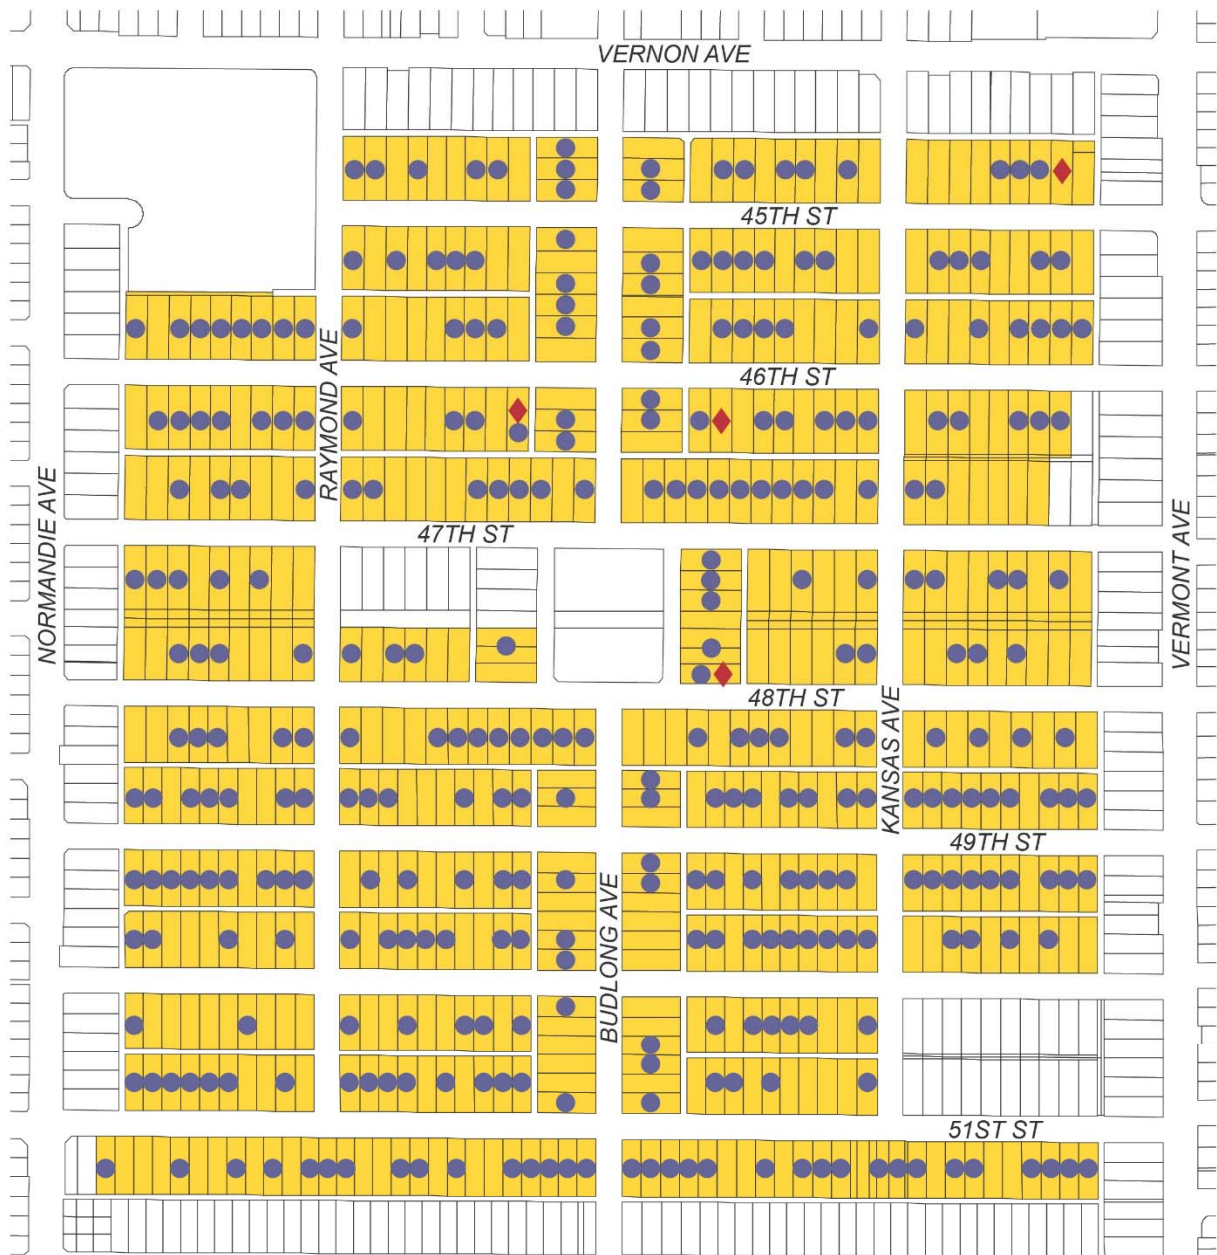 VERNON AVE
45TH ST
46TH ST
RAYMOND AVE
47TH ST
NORMANDIE AVE
VERMONT AVE
48TH ST
KANSAS AVE
49TH ST
BUDLONG AVE
51ST ST